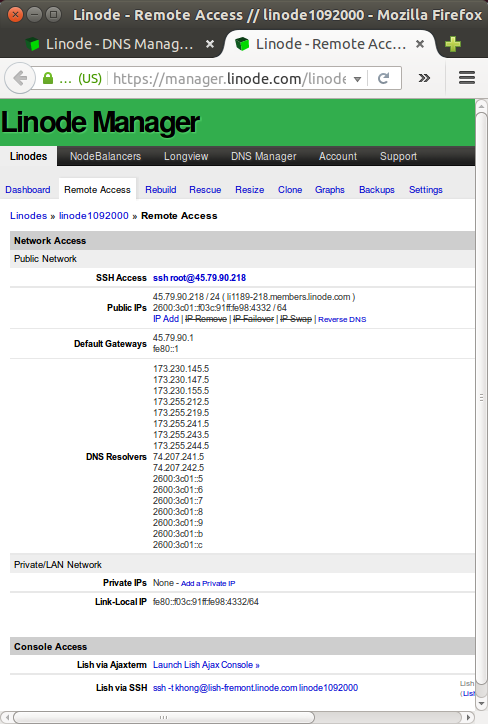 Linode - Remote Access // linode1092000 - Mozilla Firefox
Linode - DNS Manag... × Linode - Remote Acc... ×
... (US) https://manager.linode.com/linode
Linode Manager
Linodes NodeBalancers Longview DNS Manager Account Support
Dashboard Remote Access Rebuild Rescue Resize Clone Graphs Backups Settings
Linodes » linode1092000 » Remote Access
Network Access
Public Network
SSH Access ssh root@45.79.90.218
Public IPs 45.79.90.218 / 24 ( li1189-218.members.linode.com )
2600:3c01::f03c:91ff:fe98:4332 / 64
IP Add | IP Remove | IP Failover | IP Swap | Reverse DNS
Default Gateways 45.79.90.1
fe80::1
DNS Resolvers 173.230.145.5
173.230.147.5
173.230.155.5
173.255.212.5
173.255.219.5
173.255.241.5
173.255.243.5
173.255.244.5
74.207.241.5
74.207.242.5
2600:3c01::5
2600:3c01::6
2600:3c01::7
2600:3c01::8
2600:3c01::9
2600:3c01::b
2600:3c01::c
Private/LAN Network
Private IPs None - Add a Private IP
Link-Local IP fe80::f03c:91ff:fe98:4332/64
Console Access
Lish via Ajaxterm Launch Lish Ajax Console »
Lish via SSH ssh -t khong@lish-fremont.linode.com linode1092000
Lish
(Lish